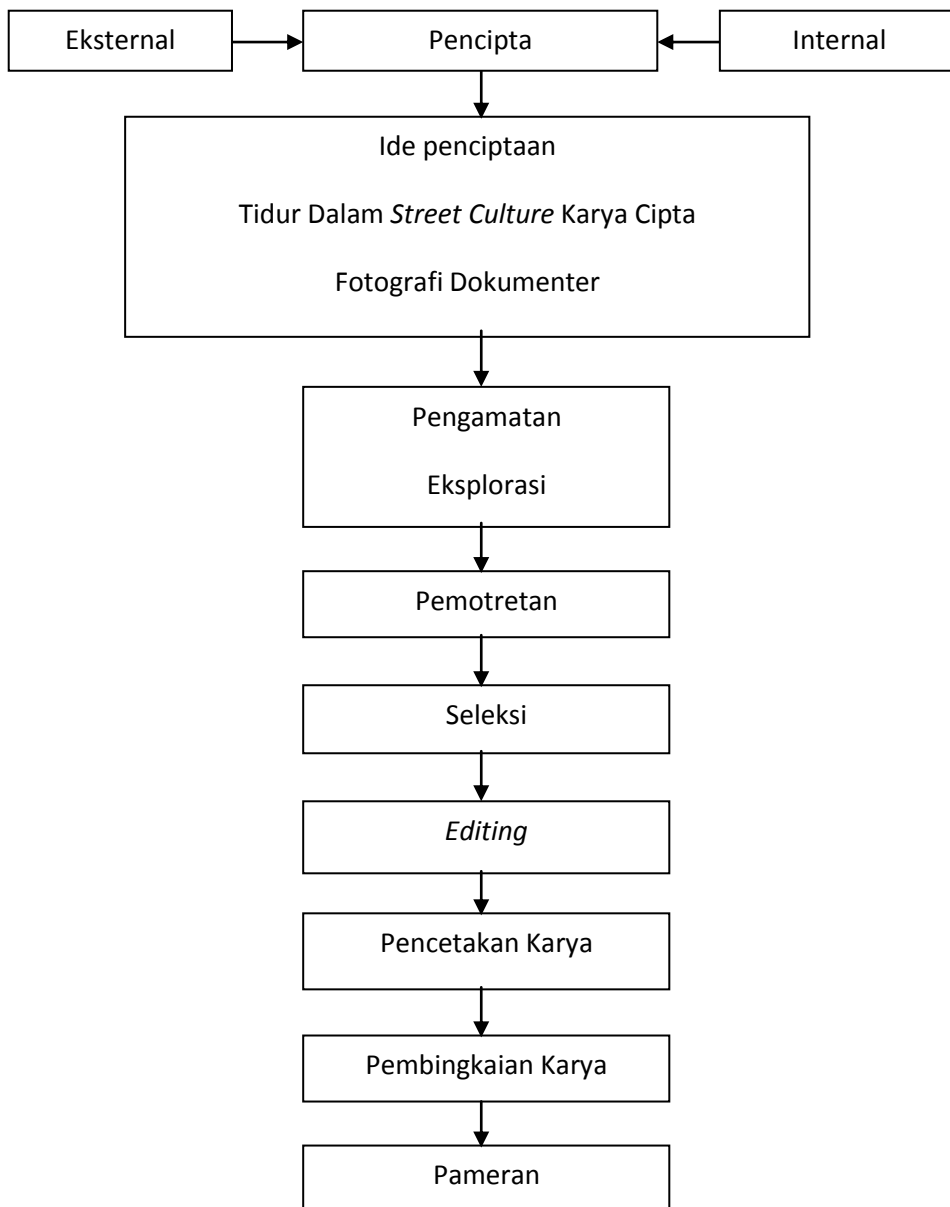 Eksternal
Pencipta
Internal
Ide penciptaan
Tidur Dalam Street Culture Karya Cipta
Fotografi Dokumenter
Pengamatan
Eksplorasi
Pemotretan
Seleksi
Editing
Pencetakan Karya
Pembingkaian Karya
Pameran